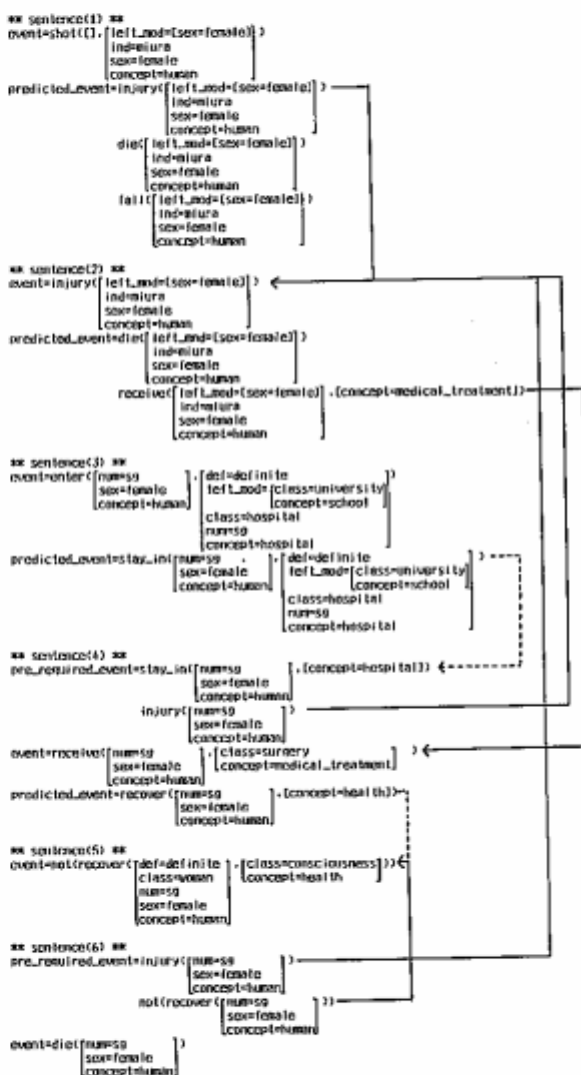 ** sentence(1) **
event=shot([],[left_mod=[sex=female]])
ind=miura
sex=female
concept=human
predicted_event=injury([left_mod=[sex=female]])
ind=miura
sex=female
concept=human
die([left_mod=[sex=female]])
ind=miura
sex=female
concept=human
fall([left_mod=[sex=female]])
ind=miura
sex=female
concept=human
** sentence(2) **
event=injury([left_mod=[sex=female]])
ind=miura
sex=female
concept=human
predicted_event=die([left_mod=[sex=female]])
ind=miura
sex=female
concept=human
receive([left_mod=[sex=female]],[concept=medical_treatment])
ind=miura
sex=female
concept=human
** sentence(3) **
event=enter([num=sg],[def=definite])
sex=female left_mod=[class=university]
concept=human concept=school
class=hospital
num=sg
concept=hospital
predicted_event=stay_in([num=sg],[def=definite])
sex=female left_mod=[class=university]
concept=human concept=school
class=hospital
num=sg
concept=hospital
** sentence(4) **
pre_required_event=stay_in([num=sg],[concept=hospital])
sex=female
concept=human
injury([num=sg])
sex=female
concept=human
event=receive([num=sg],[class=surgery])
sex=female concept=medical_treatment
concept=human
predicted_event=recover([num=sg],[concept=health])
sex=female
concept=human
** sentence(5) **
event=not(recover([def=definite],[class=consciousness]))
class=woman concept=health
num=sg
sex=female
concept=human
** sentence(6) **
pre_required_event=injury([num=sg])
sex=female
concept=human
not(recover([num=sg]))
sex=female
concept=human
event=die([num=sg])
sex=female
concept=human